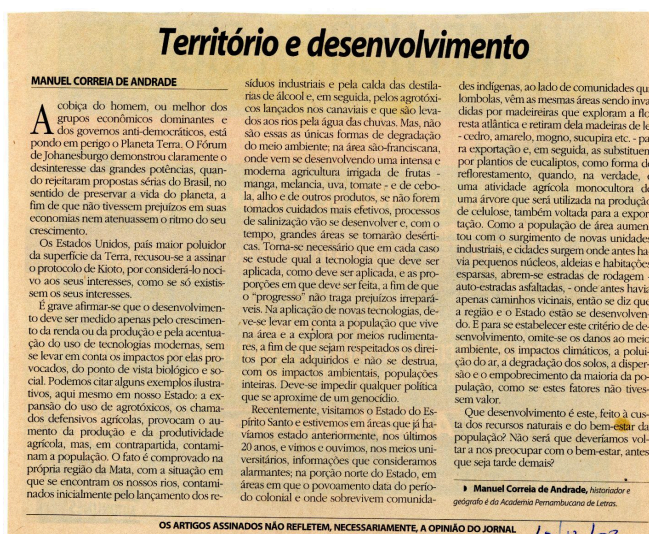 Território e desenvolvimento
MANUEL CORREIA DE ANDRADE
A cobiça do homem, ou melhor dos
grupos econômicos dominantes e
dos governos anti-democráticos, está
pondo em perigo o Planeta Terra. O Fórum
de Johanesburgo demonstrou claramente o
desinteresse das grandes potências, quan-
do rejeitaram propostas sérias do Brasil, no
sentido de preservar a vida do planeta, a
fim de que não tivessem prejuízos em suas
economias nem atenuassem o ritmo do seu
crescimento.
Os Estados Unidos, país maior poluidor
da superfície da Terra, recusou-se a assinar
o protocolo de Kioto, por considerá-lo noci-
vo aos seus interesses, como se só existis-
sem os seus interesses.
É grave afirmar-se que o desenvolvimen-
to deve ser medido apenas pelo crescimen-
to da renda ou da produção e pela acentua-
ção do uso de tecnologias modernas, sem
se levar em conta os impactos por elas pro-
vocados, do ponto de vista biológico e so-
cial. Podemos citar alguns exemplos ilustra-
tivos, aqui mesmo em nosso Estado: a ex-
pansão do uso de agrotóxicos, os chama-
dos defensivos agrícolas, provocam o au-
mento da produção e da produtividade
agrícola, mas, em contrapartida, contami-
nam a população. O fato é comprovado na
própria região da Mata, com a situação em
que se encontram os nossos rios, contami-
nados inicialmente pelo lançamento dos re-
síduos industriais e pela calda das destila-
rias de álcool e, em seguida, pelos agrotóxi-
cos lançados nos canaviais e que são leva-
dos aos rios pela água das chuvas. Mas, não
são essas as únicas formas de degradação
do meio ambiente; na área são-franciscana,
onde vem se desenvolvendo uma intensa e
moderna agricultura irrigada de frutas -
manga, melancia, uva, tomate - e de cebo-
la, alho e de outros produtos, se não forem
tomados cuidados mais efetivos, processos
de salinização vão se desenvolver e, com o
tempo, grandes áreas se tornarão desérti-
cas. Torna-se necessário que em cada caso
se estude qual a tecnologia que deve ser
aplicada, como deve ser aplicada, e as pro-
porções em que deve ser feita, a fim de que
o "progresso" não traga prejuízos irrepará-
veis. Na aplicação de novas tecnologias, de-
ve-se levar em conta a população que vive
na área e a explora por meios rudimenta-
res, a fim de que sejam respeitados os direi-
tos por ela adquiridos e não se destrua,
com os impactos ambientais, populações
inteiras. Deve-se impedir qualquer política
que se aproxime de um genocídio.
Recentemente, visitamos o Estado do Es-
pírito Santo e estivemos em áreas que já ha-
víamos estado anteriormente, nos últimos
20 anos, e vimos e ouvimos, nos meios uni-
versitários, informações que consideramos
alarmantes; na porção norte do Estado, em
áreas em que o povoamento data do perío-
do colonial e onde sobrevivem comunida-
des indígenas, ao lado de comunidades qui
lombolas, vêm as mesmas áreas sendo inva
didas por madeireiras que exploram a flo
resta atlântica e retiram dela madeiras de le
- cedro, amarelo, mogno, sucupira etc. - pa
ra exportação e, em seguida, as substituem
por plantios de eucaliptos, como forma de
reflorestamento, quando, na verdade, é
uma atividade agrícola monocultora de
uma árvore que será utilizada na produção
de celulose, também voltada para a expor
tação. Como a população de área aumen
tou com o surgimento de novas unidades
industriais, e cidades surgem onde antes ha
via pequenos núcleos, aldeias e habitações
esparsas, abrem-se estradas de rodagem -
auto-estradas asfaltadas, - onde antes havia
apenas caminhos vicinais, então se diz que
a região e o Estado estão se desenvolven-
do. E para se estabelecer este critério de de-
senvolvimento, omite-se os danos ao meio
ambiente, os impactos climáticos, a polui-
ção do ar, a degradação dos solos, a disper-
são e o empobrecimento da maioria da po-
pulação, como se estes fatores não tives-
sem valor.
Que desenvolvimento é este, feito à cus-
ta dos recursos naturais e do bem-estar da
população? Não será que deveríamos vol-
tar a nos preocupar com o bem-estar, antes
que seja tarde demais?
Manuel Correia de Andrade, historiador e
geógrafo é da Academia Pernambucana de Letras.
OS ARTIGOS ASSINADOS NÃO REFLETEM, NECESSARIAMENTE, A OPINIÃO DO JORNAL